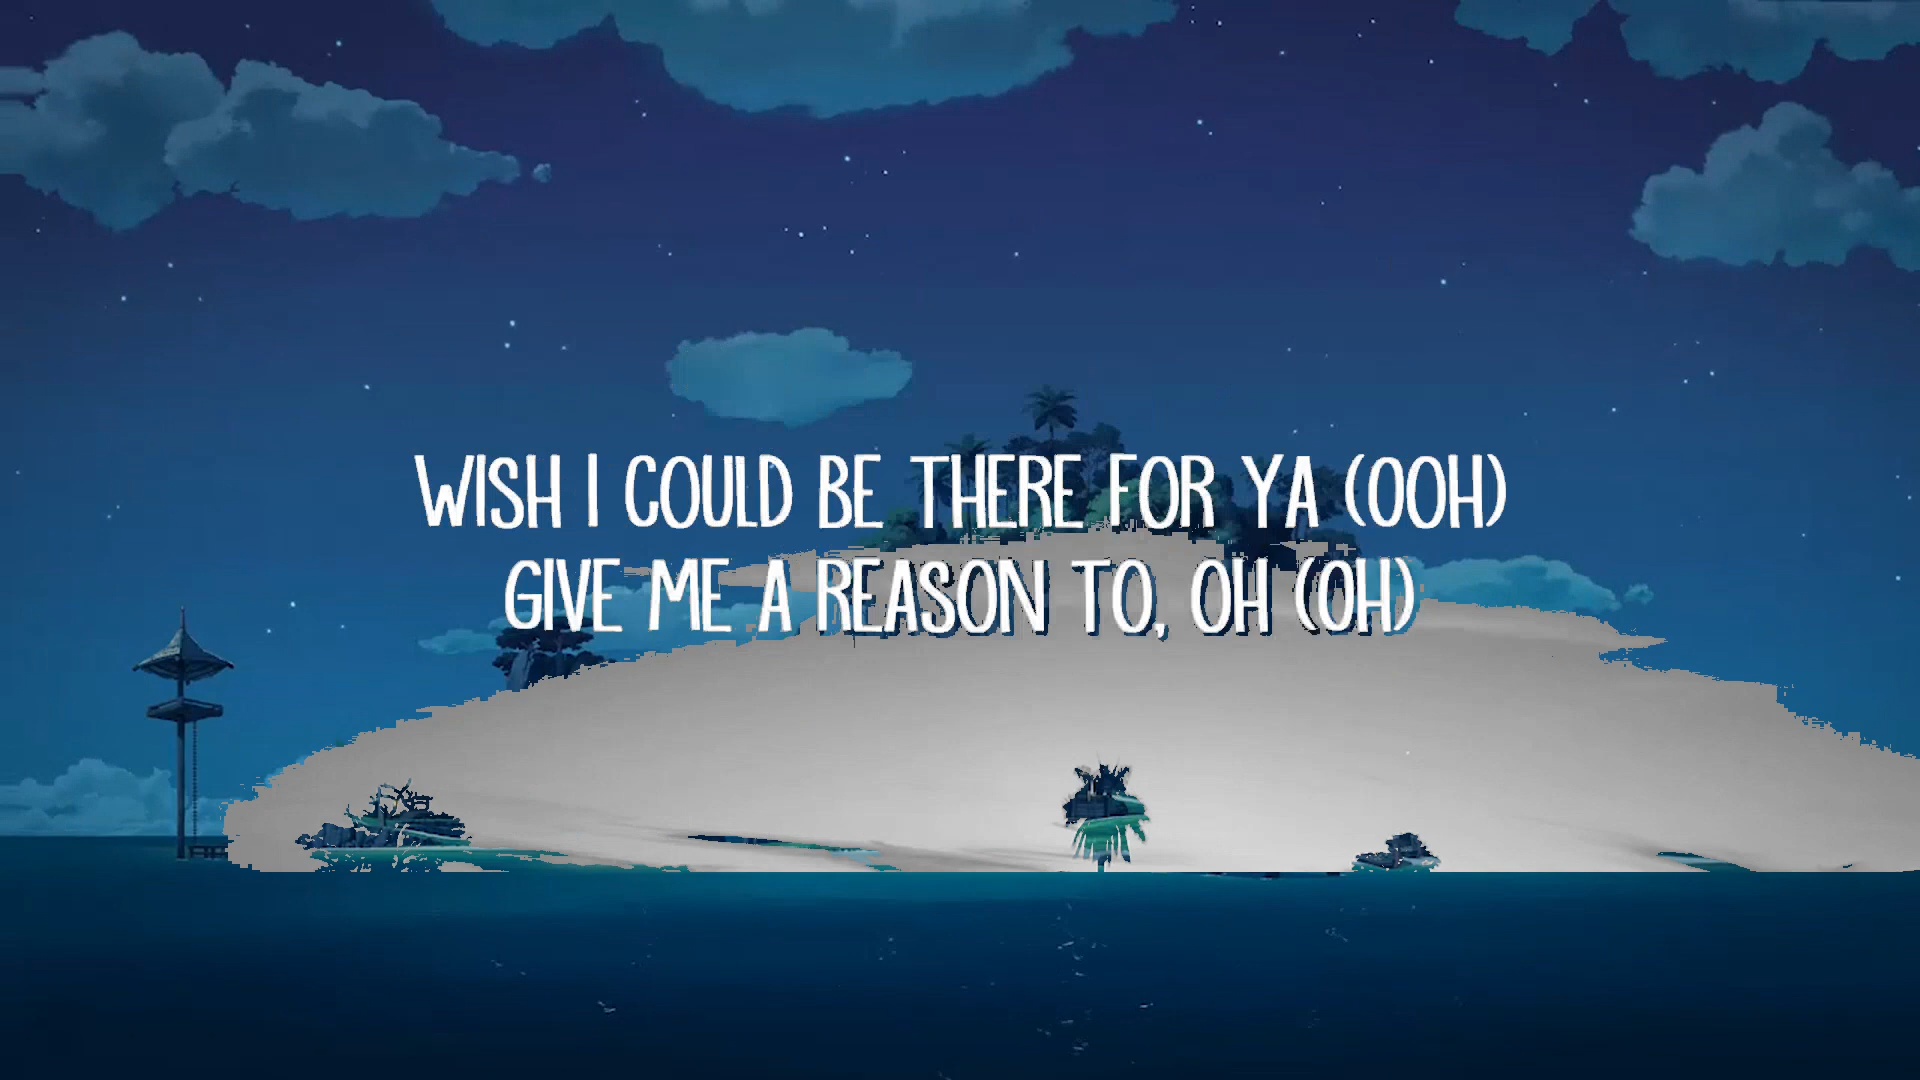 WISH I COULD BE THERE FOR YA (OOH)
GIVE ME A REASON TO, OH (OH)